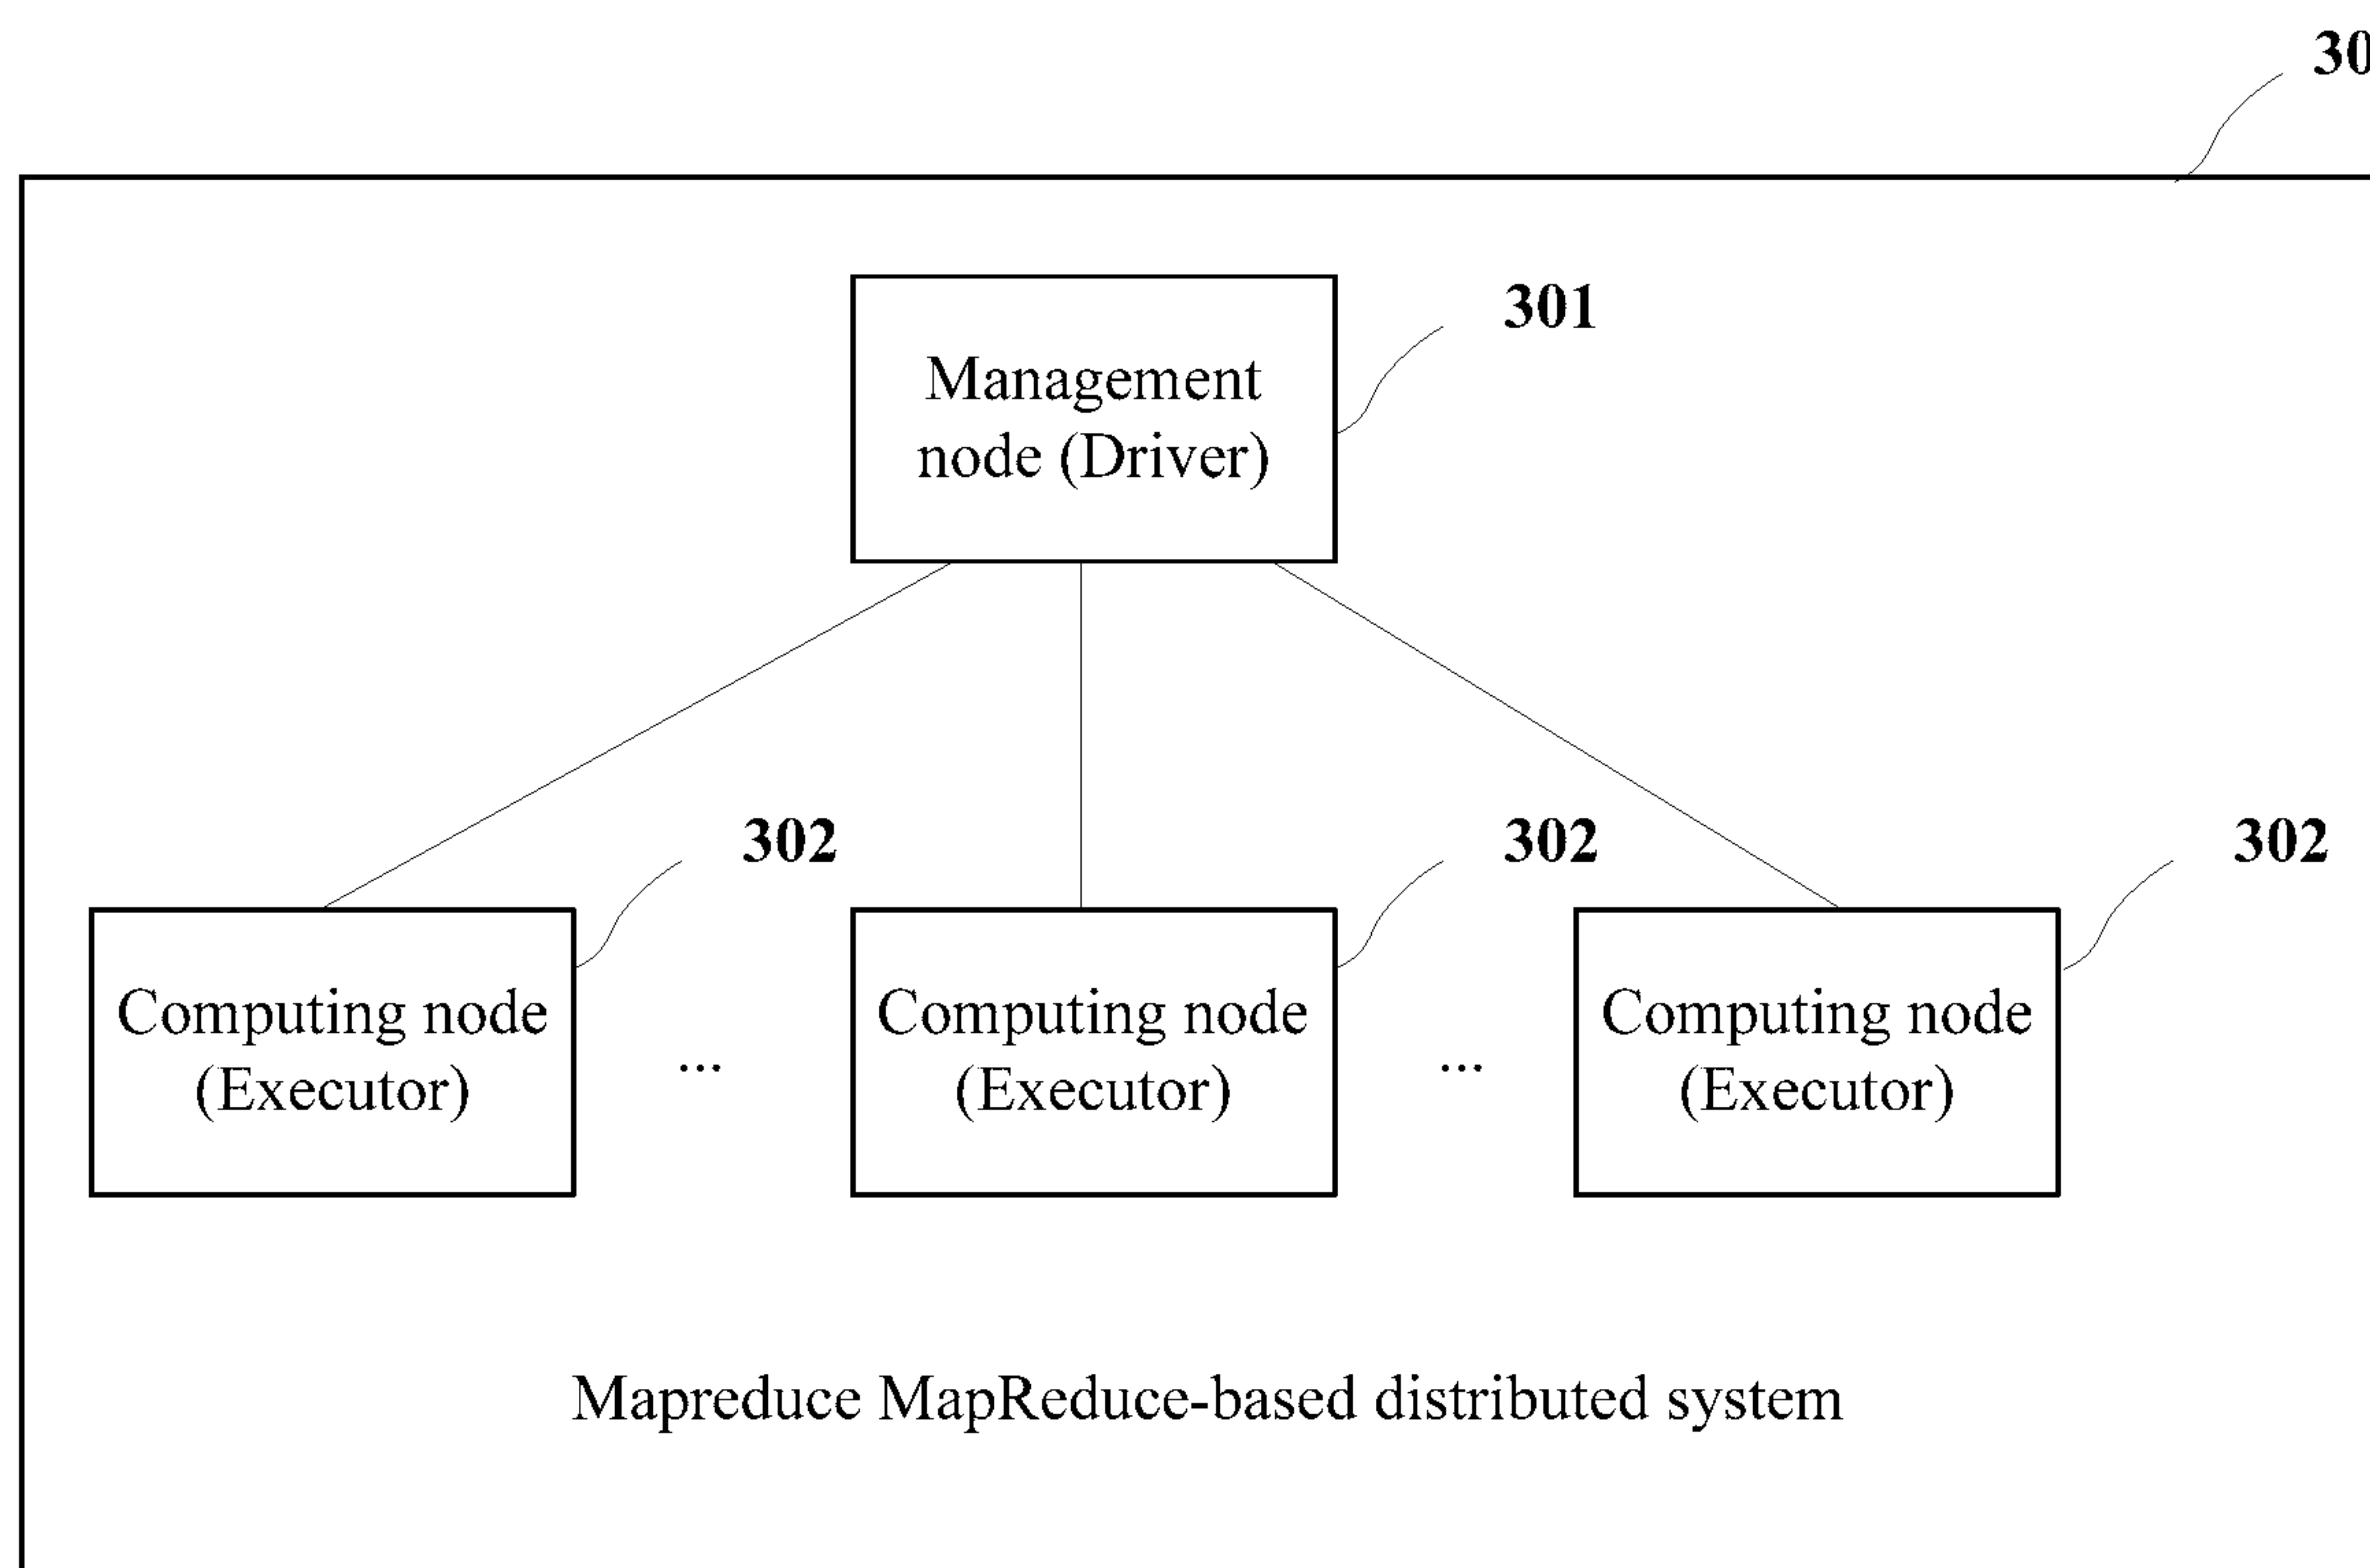 301
Management
node (Driver)
302
302
302
Computing node
(Executor)
...
Computing node
(Executor)
...
Computing node
(Executor)
Mapreduce MapReduce-based distributed system